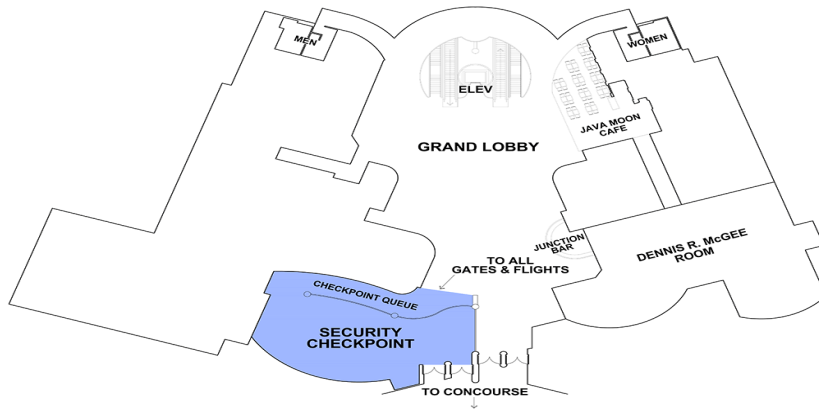 MEN
WOMEN
ELEV
JAVA MOON
CAFE
GRAND LOBBY
JUNCTION
BAR
DENNIS R. McGEE
ROOM
TO ALL
GATES & FLIGHTS
CHECKPOINT QUEUE
SECURITY
CHECKPOINT
TO CONCOURSE